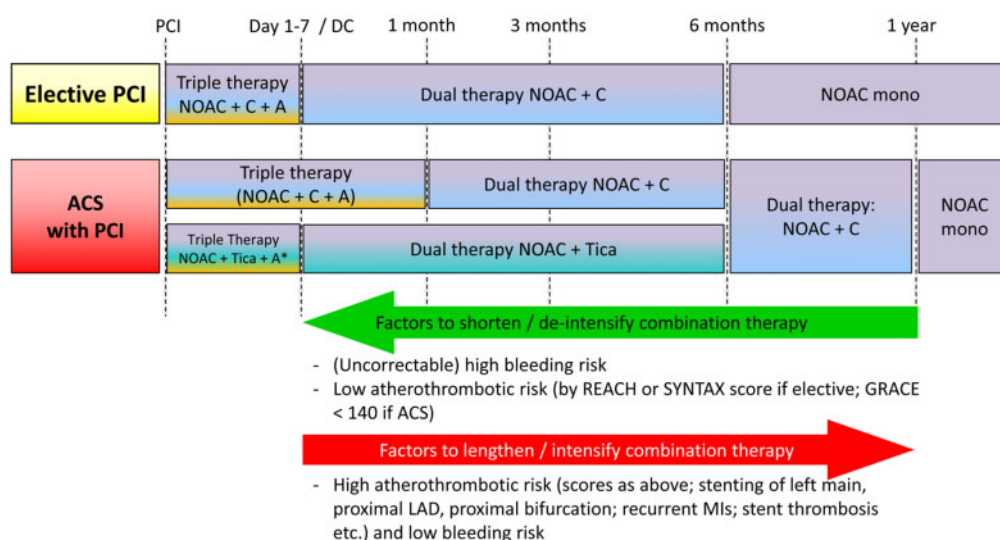 PCI
Day 1-7 / DC
1 month
3 months
6 months
1 year
Elective PCI
Triple therapy
NOAC + C + A
Dual therapy NOAC + C
NOAC mono
ACS
with PCI
Triple therapy
(NOAC + C + A)
Dual therapy NOAC + C
Triple Therapy
NOAC + Tica + A*
Dual therapy NOAC + Tica
Dual therapy:
NOAC + C
NOAC
mono
Factors to shorten / de-intensify combination therapy
- (Uncorrectable) high bleeding risk
- Low atherothrombotic risk (by REACH or SYNTAX score if elective; GRACE
< 140 if ACS)
Factors to lengthen / intensify combination therapy
- High atherothrombotic risk (scores as above; stenting of left main,
proximal LAD, proximal bifurcation; recurrent MIs; stent thrombosis
etc.) and low bleeding risk